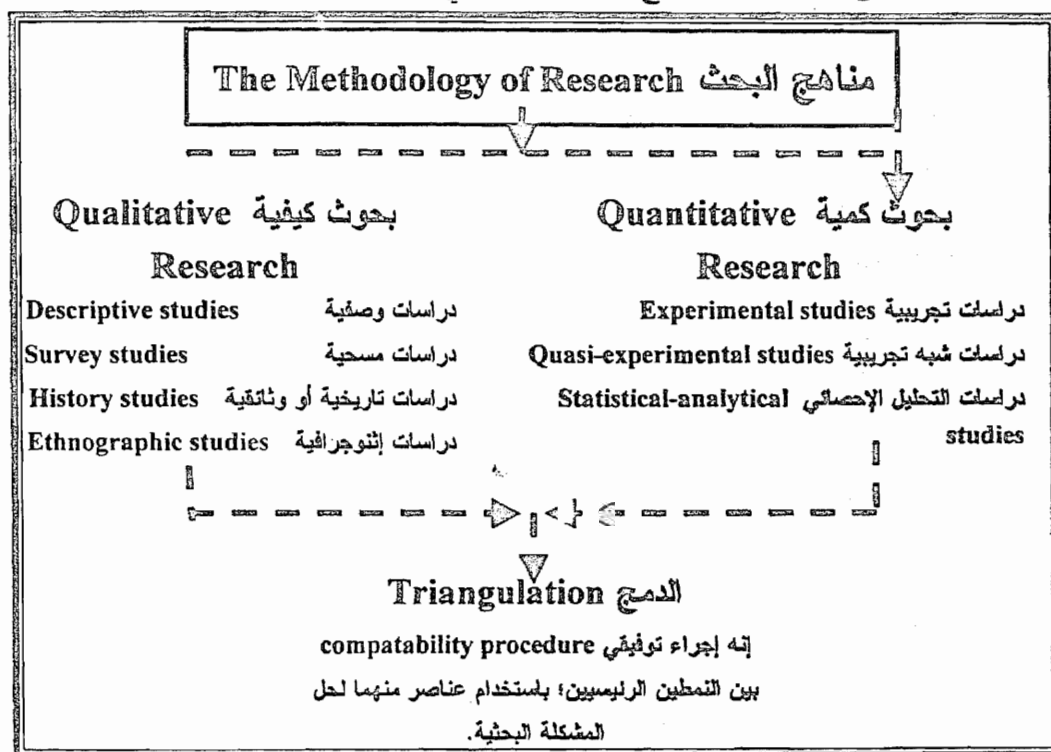 The Methodology of Research مناهج البحث
بحوث كمية Quantitative
Research
دراسات تجريبية Experimental studies
دراسات شبه تجريبية Quasi-experimental studies
دراسات التحليل الإحصائي Statistical-analytical
studies
بحوث كيفية Qualitative
Research
Descriptive studies دراسات وصفية
Survey studies دراسات مسحية
History studies دراسات تاريخية أو وثائقية
Ethnographic studies دراسات إثنوجرافية
الدمج Triangulation
إنه إجراء توفيقي compatability procedure
بين النمطين الرئيسيين؛ باستخدام عناصر منهما لحل
المشكلة البحثية.